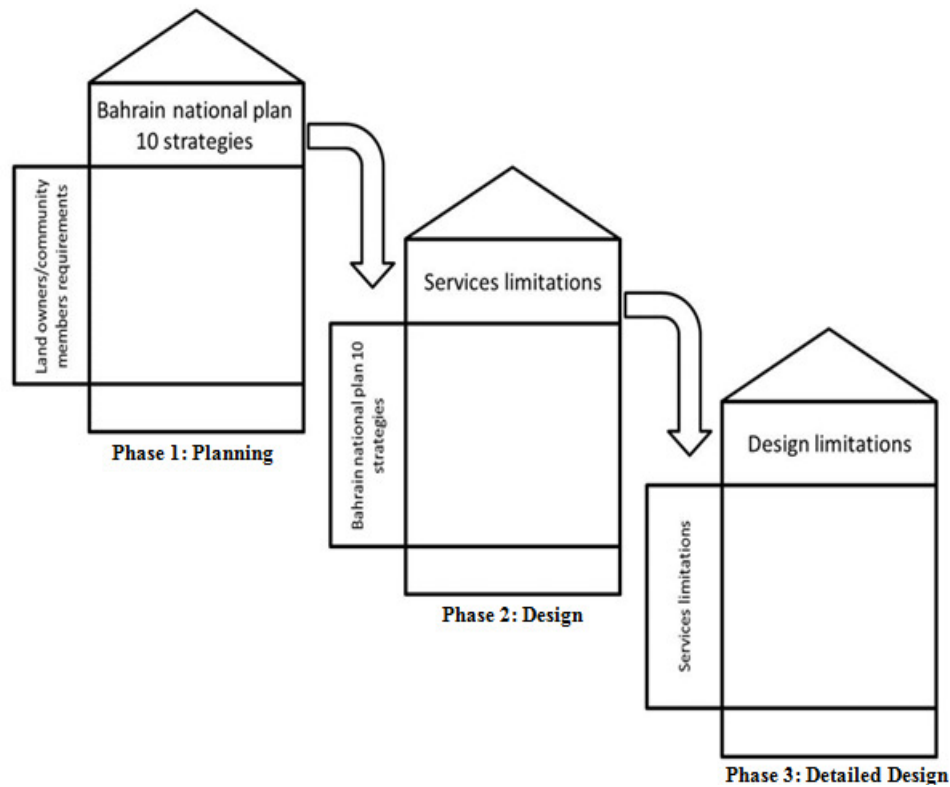 Bahrain national plan
10 strategies
Land owners/community
members requirements
Phase 1: Planning
Services limitations
Bahrain national plan 10
strategies
Phase 2: Design
Design limitations
Services limitations
Phase 3: Detailed Design